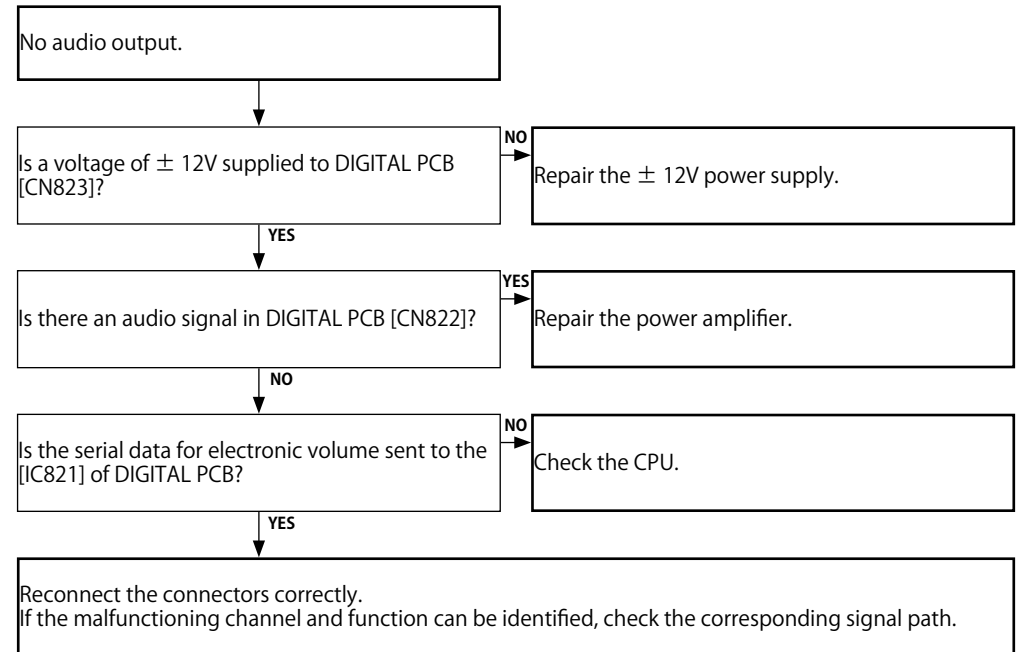 No audio output.
Is a voltage of ± 12V supplied to DIGITAL PCB
[CN823]?
NO
Repair the ± 12V power supply.
YES
Is there an audio signal in DIGITAL PCB [CN822]?
YES
Repair the power amplifier.
NO
Is the serial data for electronic volume sent to the
[IC821] of DIGITAL PCB?
NO
Check the CPU.
YES
Reconnect the connectors correctly.
If the malfunctioning channel and function can be identified, check the corresponding signal path.